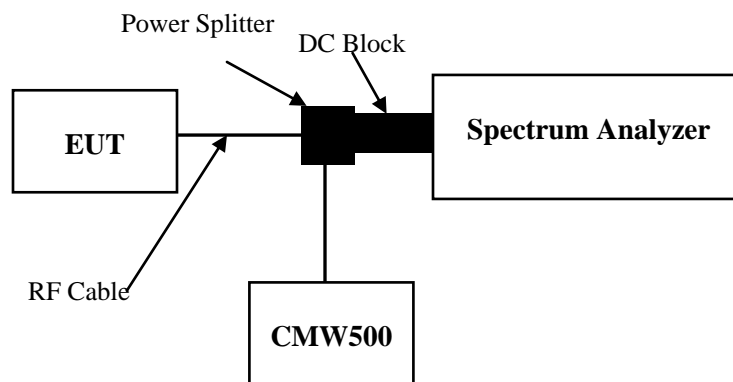 Power Splitter
DC Block
EUT
Spectrum Analyzer
RF Cable
CMW500